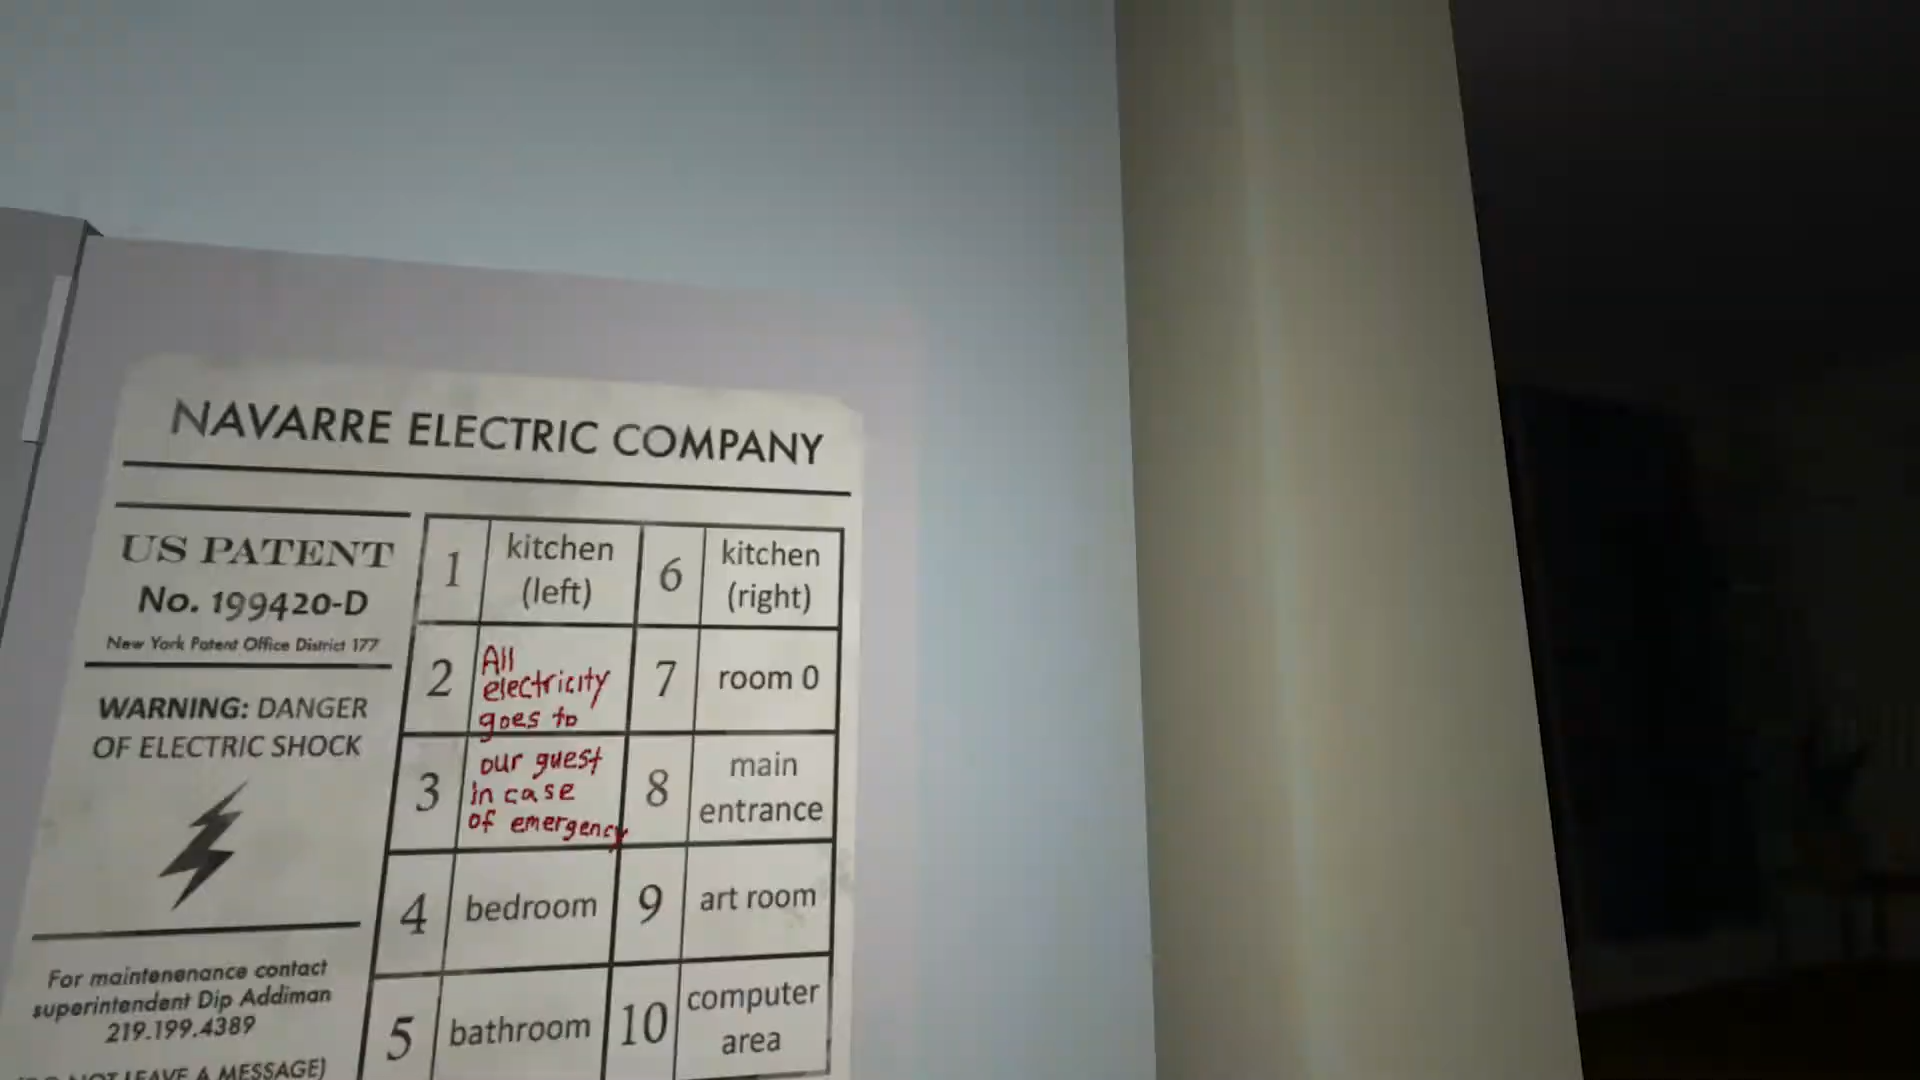 NAVARRE ELECTRIC COMPANY
US PATENT
No. 199420-D
New York Patent Office District 177
WARNING: DANGER
OF ELECTRIC SHOCK
For maintenenance contact
superintendent Dip Addiman
219.199.4389
NOT LEAVE A MESSAGE)
1 kitchen
(left)
2 All
electricity
goes to
3 our guest
in case
of emergency
4 bedroom
5 bathroom
6 kitchen
(right)
7 room 0
8 main
entrance
9 art room
10 computer
area